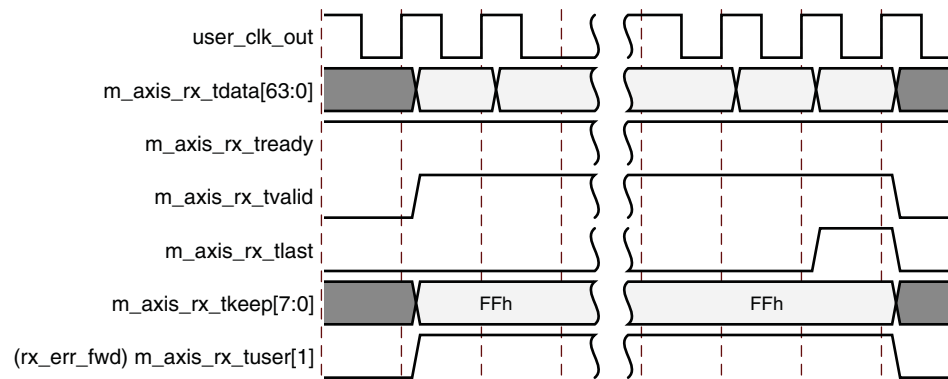 user_clk_out
m_axis_rx_tdata[63:0]
m_axis_rx_tready
m_axis_rx_tvalid
m_axis_rx_tlast
m_axis_rx_tkeep[7:0] FFh FFh
(rx_err_fwd) m_axis_rx_tuser[1]